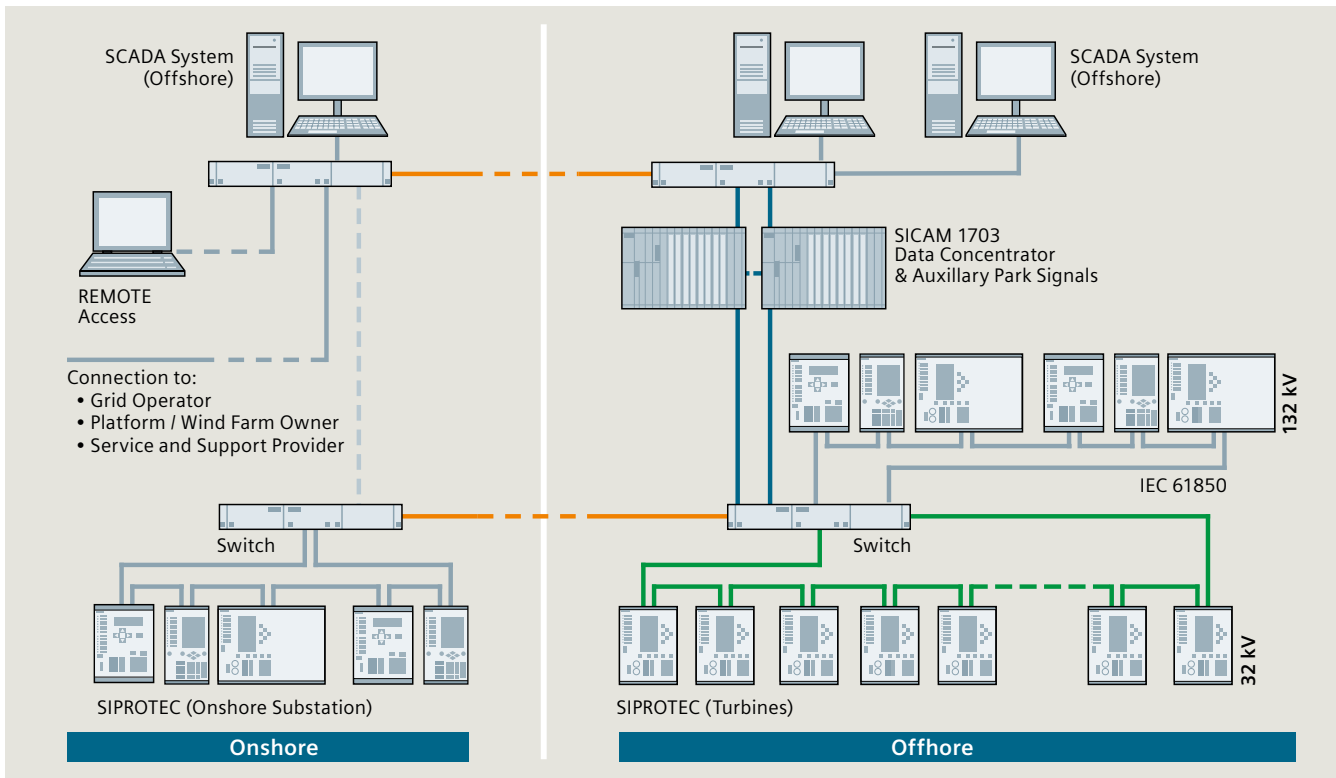 SCADA System
(Offshore)
SCADA System
(Offshore)
REMOTE
Access
SICAM 1703
Data Concentrator
& Auxillary Park Signals
Connection to:
• Grid Operator
• Platform / Wind Farm Owner
• Service and Support Provider
132 kV
IEC 61850
Switch
Switch
32 kV
SIPROTEC (Onshore Substation)
SIPROTEC (Turbines)
Onshore
Offhore